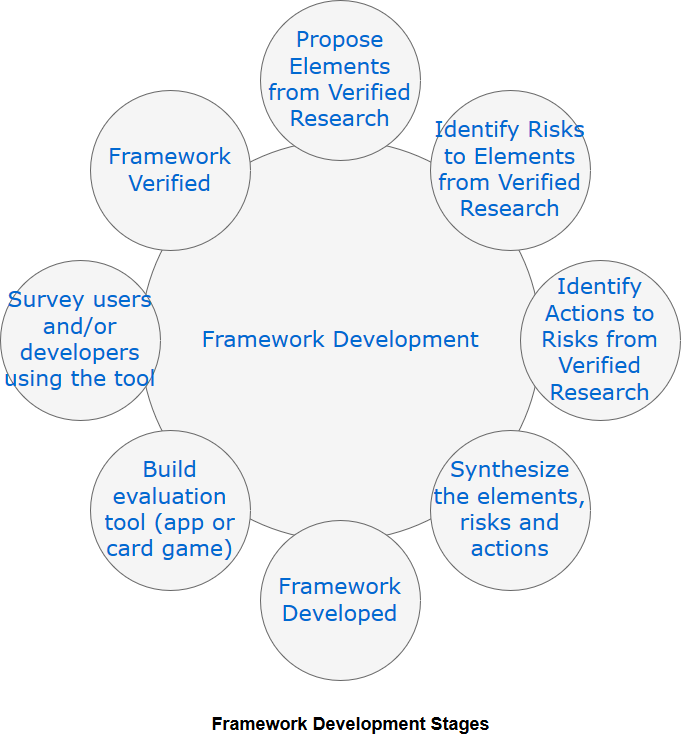 Propose
Elements
from Verified
Research
Identify Risks
to Elements
from Verified
Research
Identify
Actions to
Risks from
Verified
Research
Synthesize
the elements,
risks and
actions
Framework
Developed
Build
evaluation
tool (app or
card game)
Survey users
and/or
developers
using the tool
Framework
Verified
Framework Development
Framework Development Stages